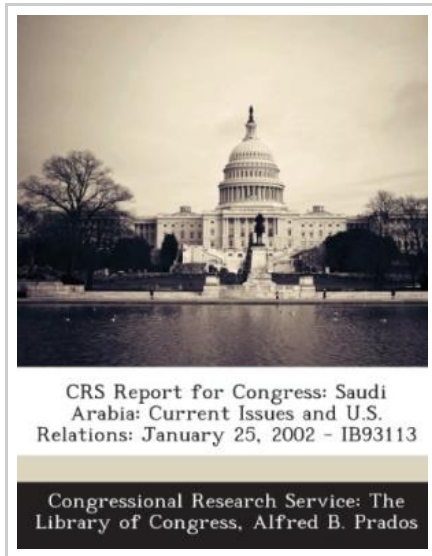 CRS Report for Congress: Saudi
Arabia: Current Issues and U.S.
Relations: January 25, 2002 - IB93113
Congressional Research Service: The
Library of Congress, Alfred B. Prados